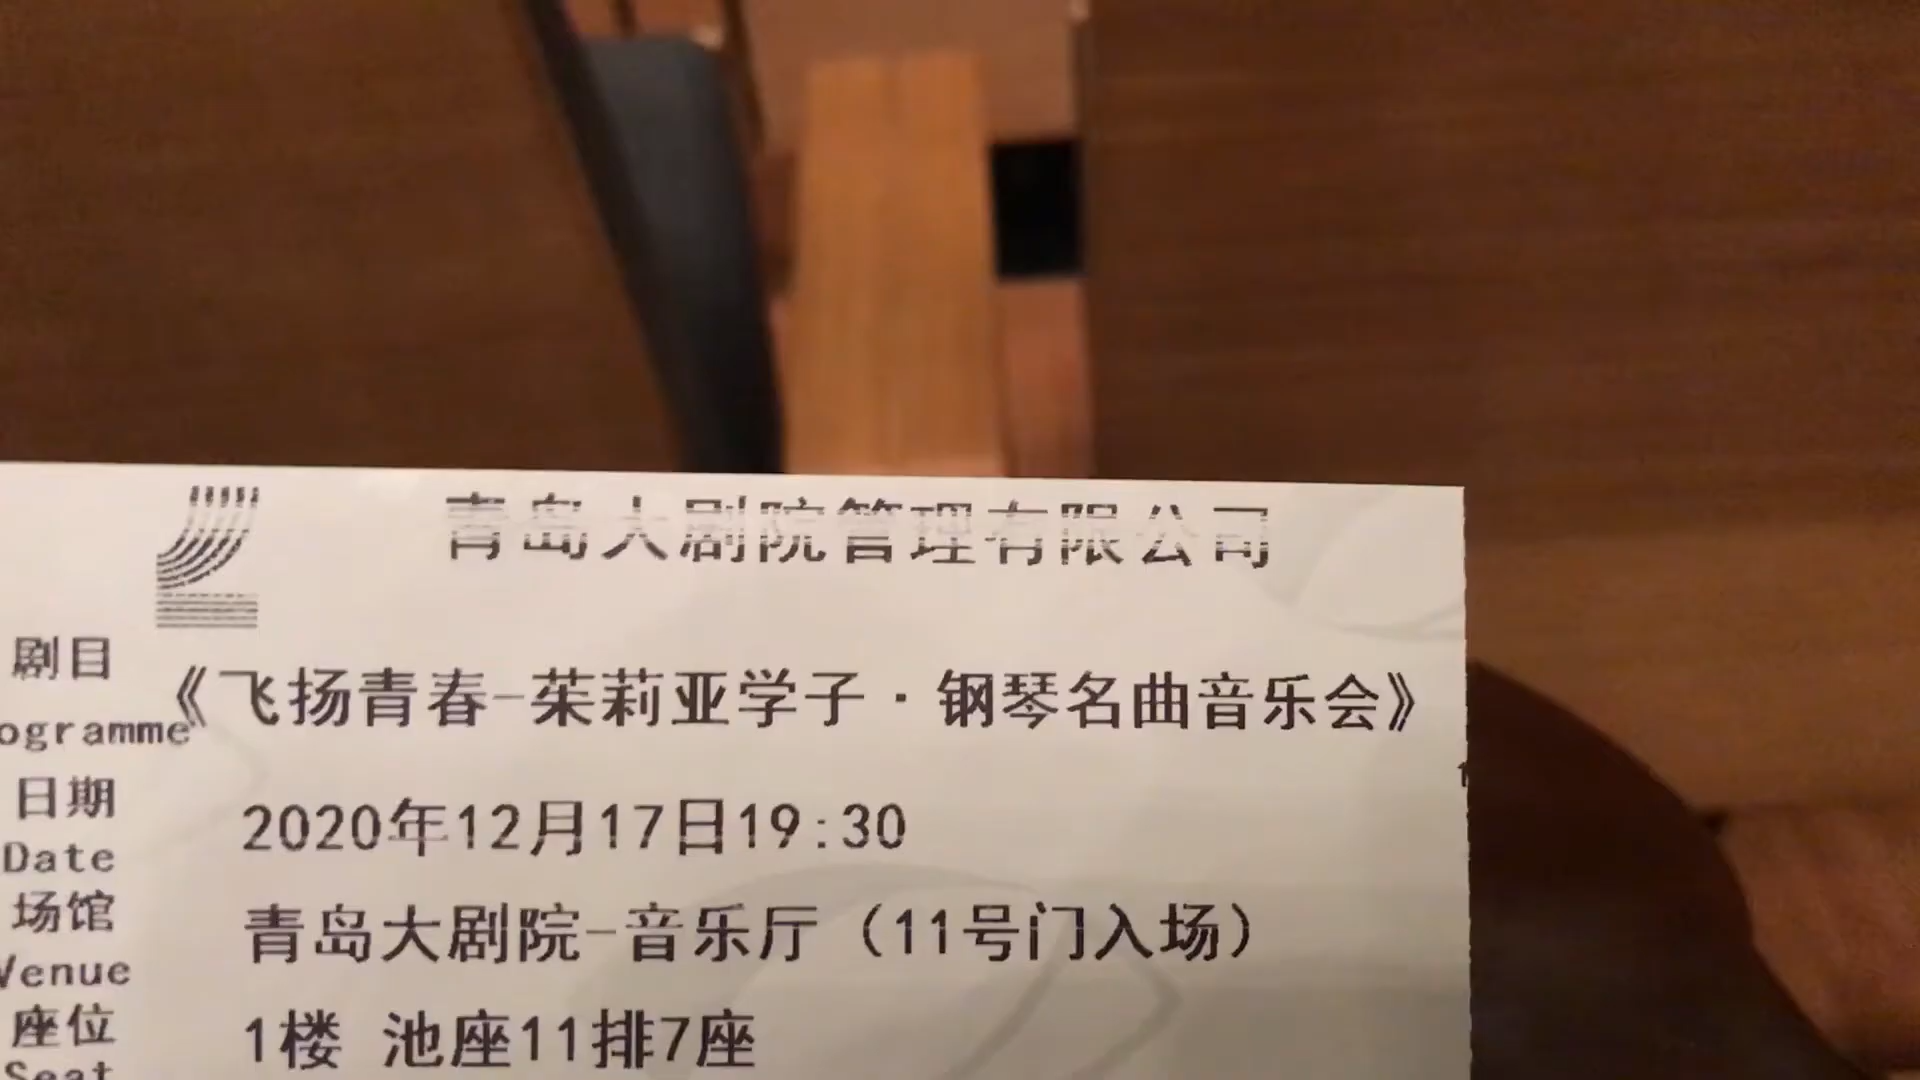 青岛大剧院管理有限公司
剧目 《飞扬青春-茱莉亚学子·钢琴名曲音乐会》
ogramme
日期 2020年12月17日19:30
Date
场馆 青岛大剧院-音乐厅（11号门入场）
Venue
座位 1楼 池座11排7座
Seat